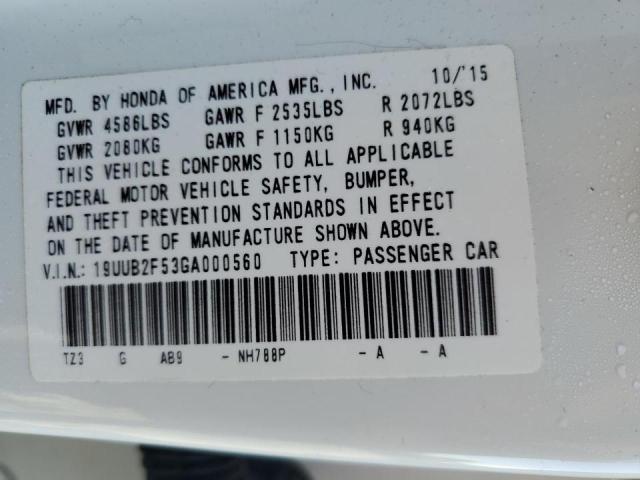 MFD. BY HONDA OF AMERICA MFG., INC. 10/'15
GVWR 4586LBS GAWR F 2535LBS R 2072LBS
GVWR 2080KG GAWR F 1150KG R 940KG
THIS VEHICLE CONFORMS TO ALL APPLICABLE
FEDERAL MOTOR VEHICLE SAFETY, BUMPER,
AND THEFT PREVENTION STANDARDS IN EFFECT
ON THE DATE OF MANUFACTURE SHOWN ABOVE.
V.I.N.: 19UUB2F53GA000560 TYPE: PASSENGER CAR
TZ3 G AB9 - NH788P - A - A